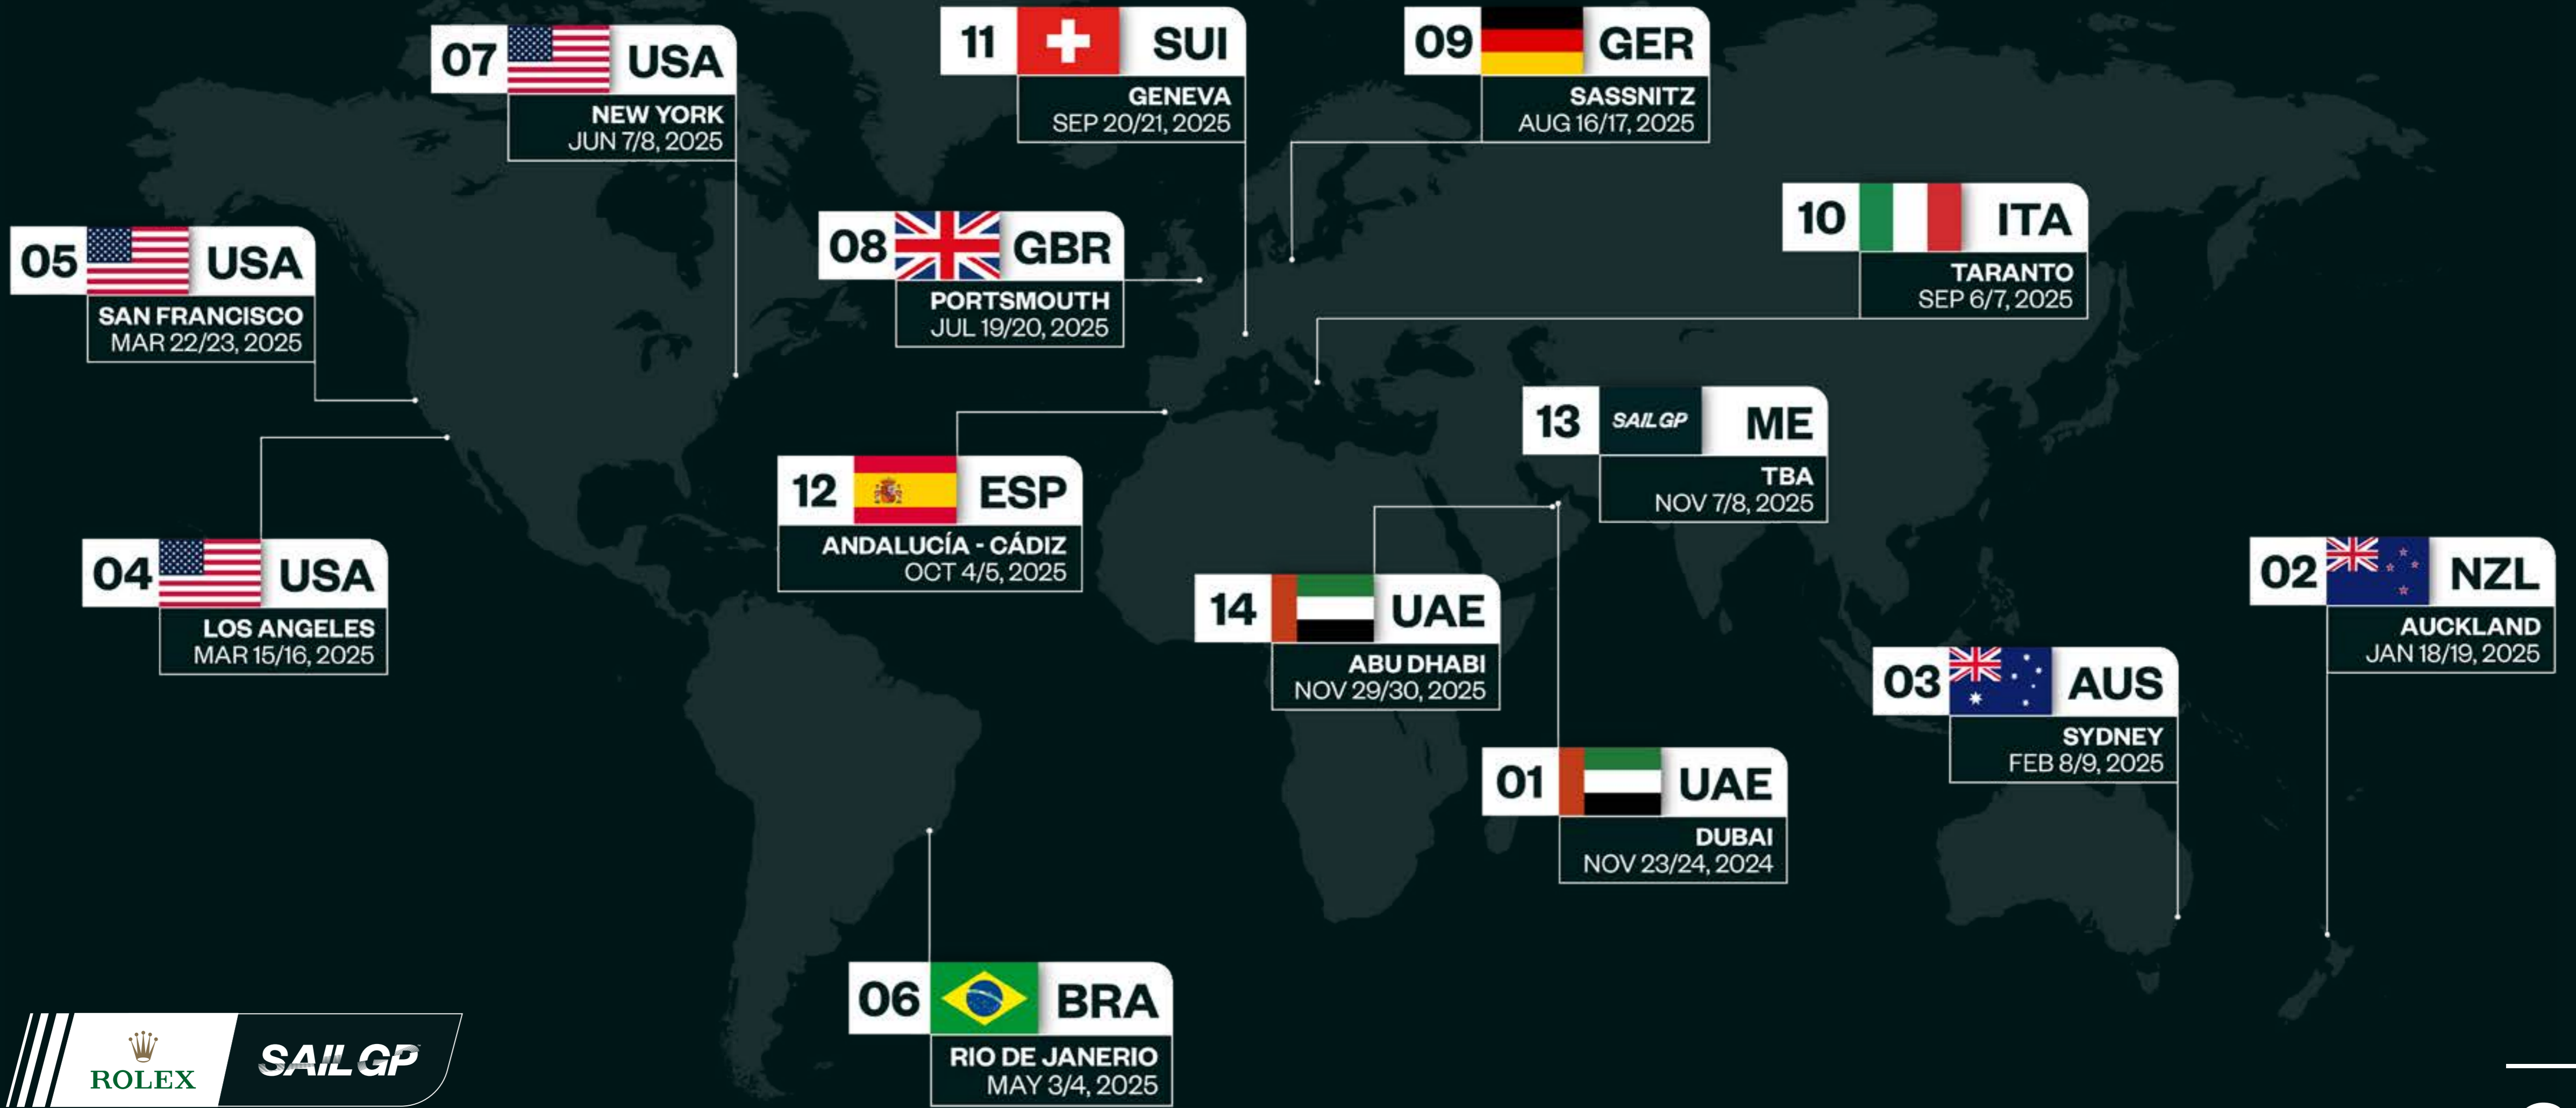 07 USA
NEW YORK
JUN 7/8, 2025
11 SUI
GENEVA
SEP 20/21, 2025
09 GER
SASSNITZ
AUG 16/17, 2025
10 ITA
TARANTO
SEP 6/7, 2025
05 USA
SAN FRANCISCO
MAR 22/23, 2025
08 GBR
PORTSMOUTH
JUL 19/20, 2025
13 SAIL GP ME
TBA
NOV 7/8, 2025
12 ESP
ANDALUCÍA - CÁDIZ
OCT 4/5, 2025
04 USA
LOS ANGELES
MAR 15/16, 2025
14 UAE
ABU DHABI
NOV 29/30, 2025
02 NZL
AUCKLAND
JAN 18/19, 2025
03 AUS
SYDNEY
FEB 8/9, 2025
01 UAE
DUBAI
NOV 23/24, 2024
06 BRA
RIO DE JANERIO
MAY 3/4, 2025
ROLEX SAIL GP